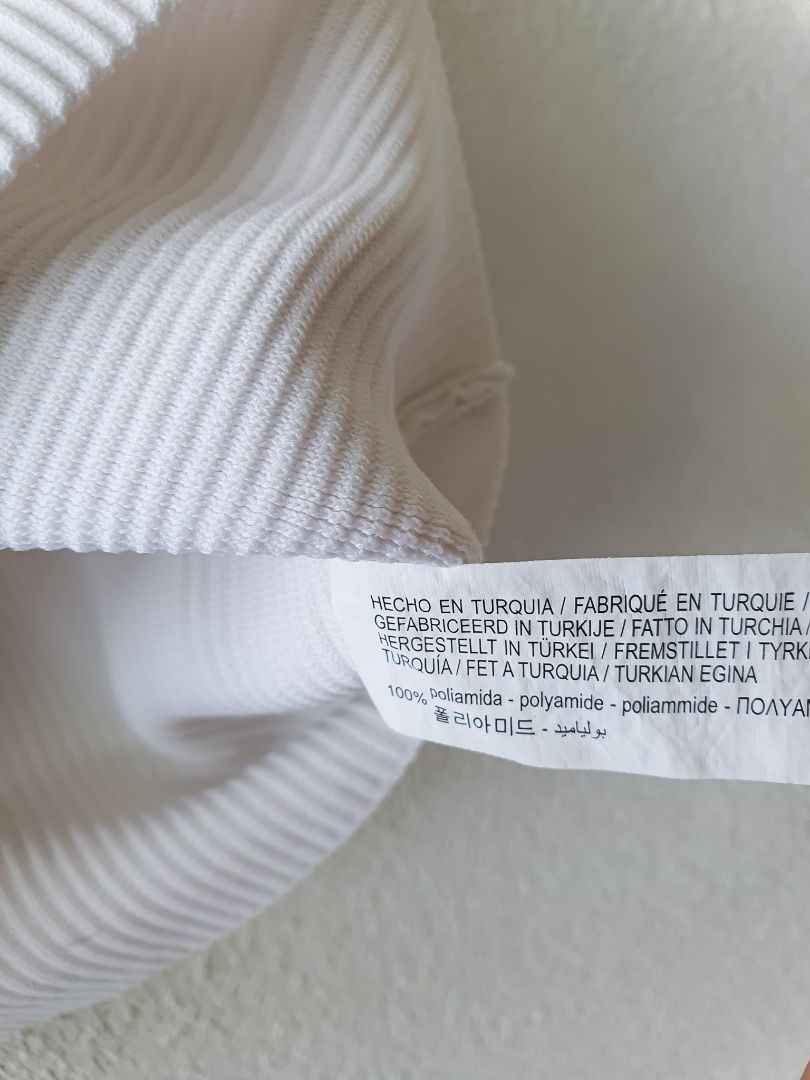 HECHO EN TURQUIA / FABRIQUÉ EN TURQUIE /
GEFABRICEERD IN TURKIJE / FATTO IN TURCHIA /
HERGESTELLT IN TÜRKEI / FREMSTILLET I
TURQUÍA / FET A TURQUIA / TURKIAN EGINA
100% poliamida - polyamide - poliammide -
폴리아미드 - بولياميد